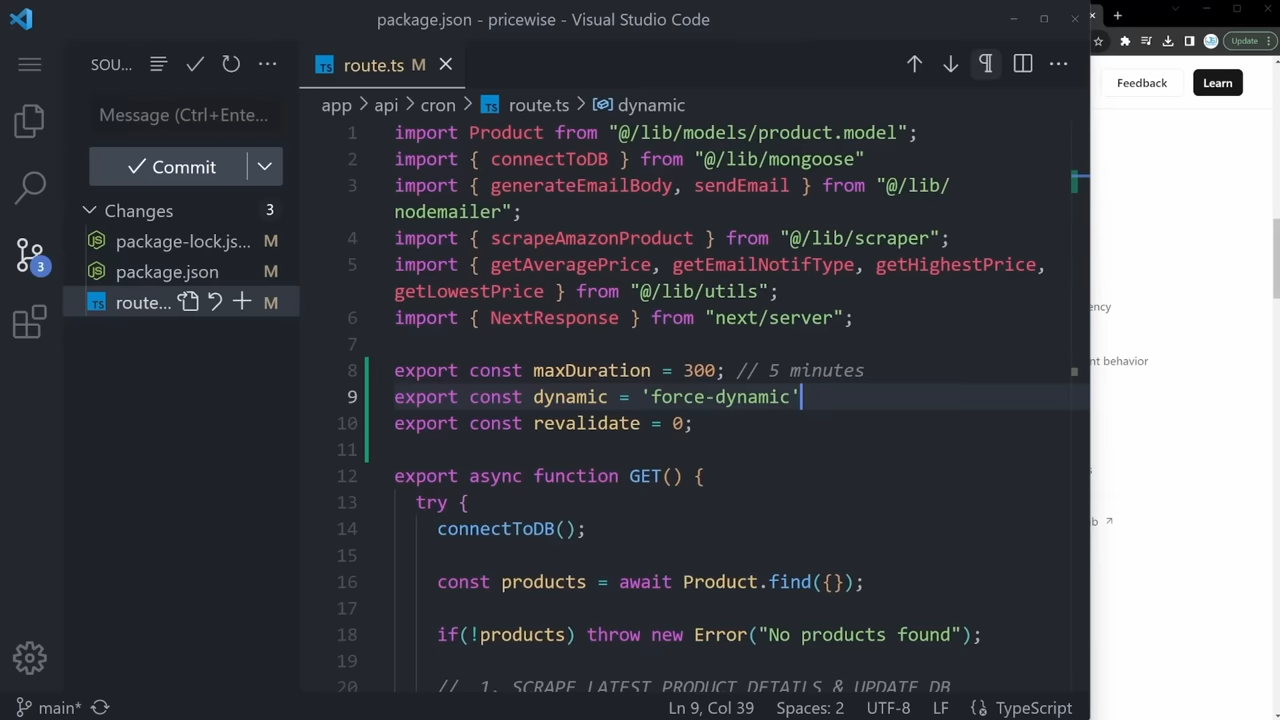 package.json - pricewise - Visual Studio Code
SOU...
Message (Ctrl+Ente...
Commit
Changes
3
package-lock.js... M
package.json M
route... M
3
route.ts M
app > api > cron > route.ts > dynamic
1 import Product from "@/lib/models/product.model";
2 import { connectToDB } from "@/lib/mongoose"
3 import { generateEmailBody, sendEmail } from "@/lib/
nodemailer";
4 import { scrapeAmazonProduct } from "@/lib/scraper";
5 import { getAveragePrice, getEmailNotifType, getHighestPrice,
getLowestPrice } from "@/lib/utils";
6 import { NextResponse } from "next/server";
7
8 export const maxDuration = 300; // 5 minutes
9 export const dynamic = 'force-dynamic'
10 export const revalidate = 0;
11
12 export async function GET() {
13 try {
14 connectToDB();
15
16 const products = await Product.find({});
17
18 if(!products) throw new Error("No products found");
19
20 // 1. SCRAPE LATEST PRODUCT DETAILS & UPDATE DB
main*
Ln 9, Col 39
Spaces: 2
UTF-8
LF
TypeScript
Update
Feedback
Learn
ency
nt behavior